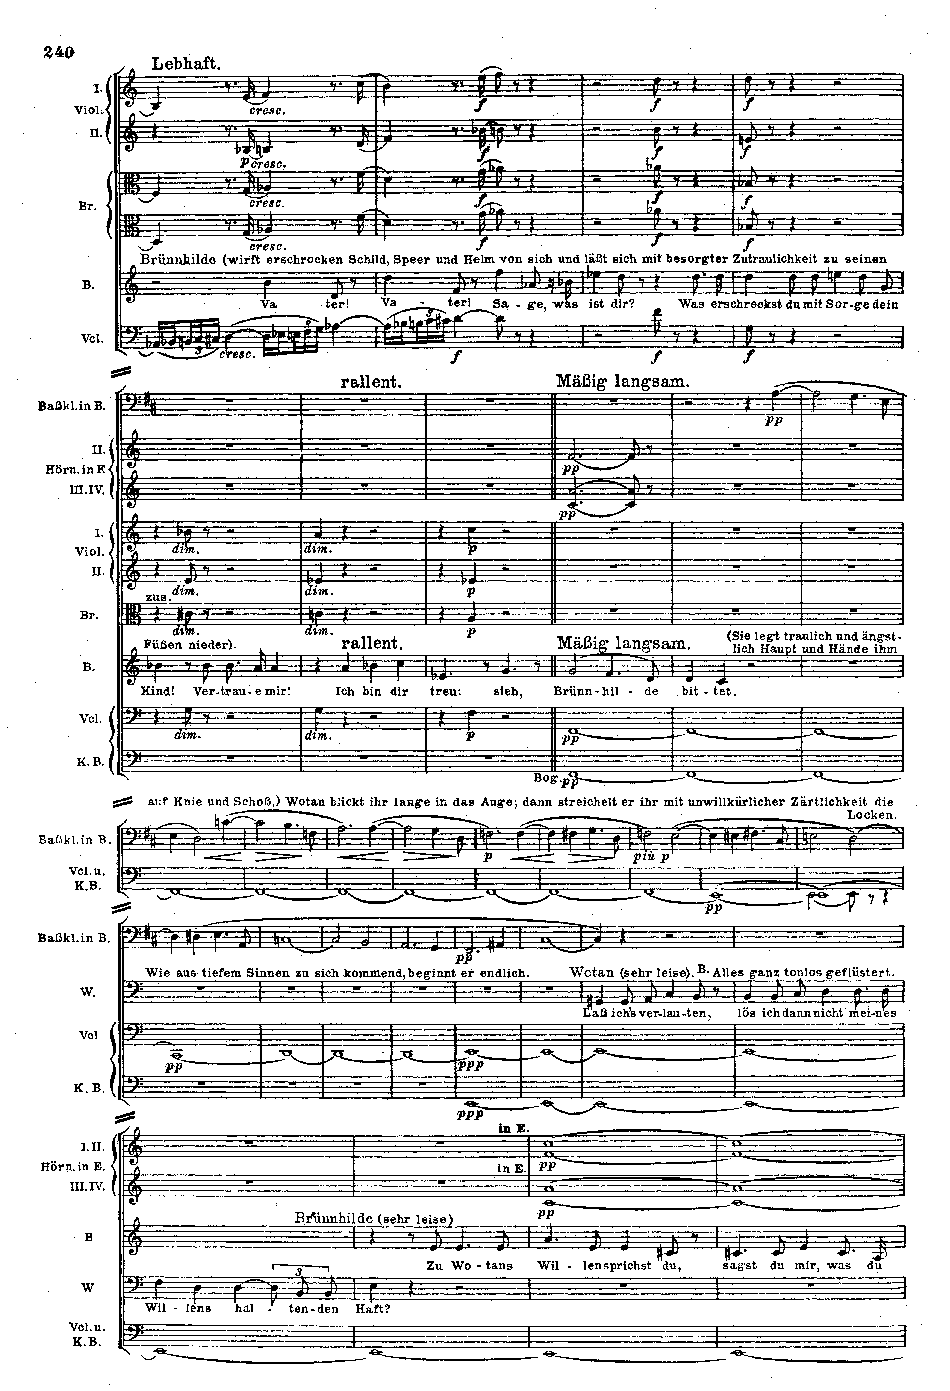 240
Lebhaft.
I.
Viol.
II.
cresc.
p cresc.
f
f
f
Br.
cresc.
cresc.
f
f
f
Brünnhilde (wirft erschrocken Schild, Speer und Helm von sich und läßt sich mit besorgter Zutraulichkeit zu seinen
B.
Va - ter! Va - ter! Sa - ge, was ist dir? Was erschreckst du mit Sor-ge dein
Vcl.
3
cresc.
3
f
f
f
rallent. Mäßig langsam.
Baßkl. in B.
pp
II.
Hörn. in F
pp
III.IV.
pp
I.
Viol.
dim. dim. p
II.
dim. dim. p
zus.
Br.
dim. dim. p
Füßen nieder). rallent. Mäßig langsam. (Sie legt traulich und ängst-
lich Haupt und Hände ihm
B.
Kind! Ver-trau-e mir! Ich bin dir treu: sieh, Brünn-hil - de bit - tet.
Vcl.
dim. dim. p pp
K.B.
Bog. pp
auf Knie und Schoß.) Wotan blickt ihr lange in das Auge; dann streichelt er ihr mit unwillkürlicher Zärtlichkeit die
Locken.
Baßkl. in B.
p più p
Vcl. u.
K.B.
pp
Baßkl. in B.
pp
Wie aus tiefem Sinnen zu sich kommend, beginnt er endlich. Wotan (sehr leise). B. Alles ganz tonlos geflüstert.
W.
Laß ich's ver-lau-ten, lös ich dann nicht mei-nes
Vcl
pp ppp
K.B.
ppp
in E.
I.II.
Hörn. in E.
in E. pp
III.IV.
pp
Brünnhilde (sehr leise)
B
Zu Wo - tans Wil - len sprichst du, sagst du mir, was du
W
3
Wil - lens hal - ten-den Haft?
Vcl. u.
K.B.